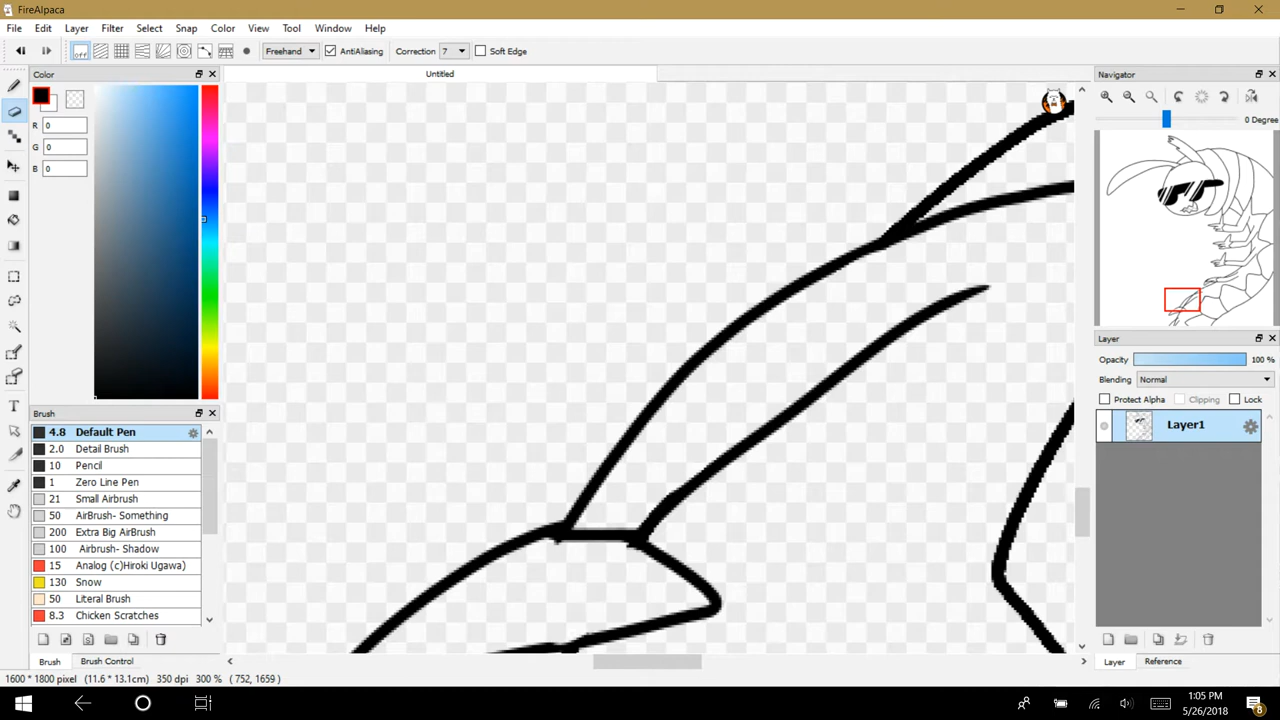 FireAlpaca
File Edit Layer Filter Select Snap Color View Tool Window Help
off Freehand AntiAliasing Correction 7 Soft Edge
Color
Untitled
Navigator
R 0
G 0
B 0
0 Degree
Brush
4.8 Default Pen
2.0 Detail Brush
10 Pencil
1 Zero Line Pen
21 Small Airbrush
50 AirBrush- Something
200 Extra Big AirBrush
100 Airbrush- Shadow
15 Analog (c)Hiroki Ugawa)
130 Snow
50 Literal Brush
8.3 Chicken Scratches
Brush Brush Control
Layer
Opacity 100 %
Blending Normal
Protect Alpha Clipping Lock
Layer1
Layer Reference
1600 * 1800 pixel (11.6 * 13.1cm) 350 dpi 300 % ( 752, 1659 )
1:05 PM
5/26/2018
8